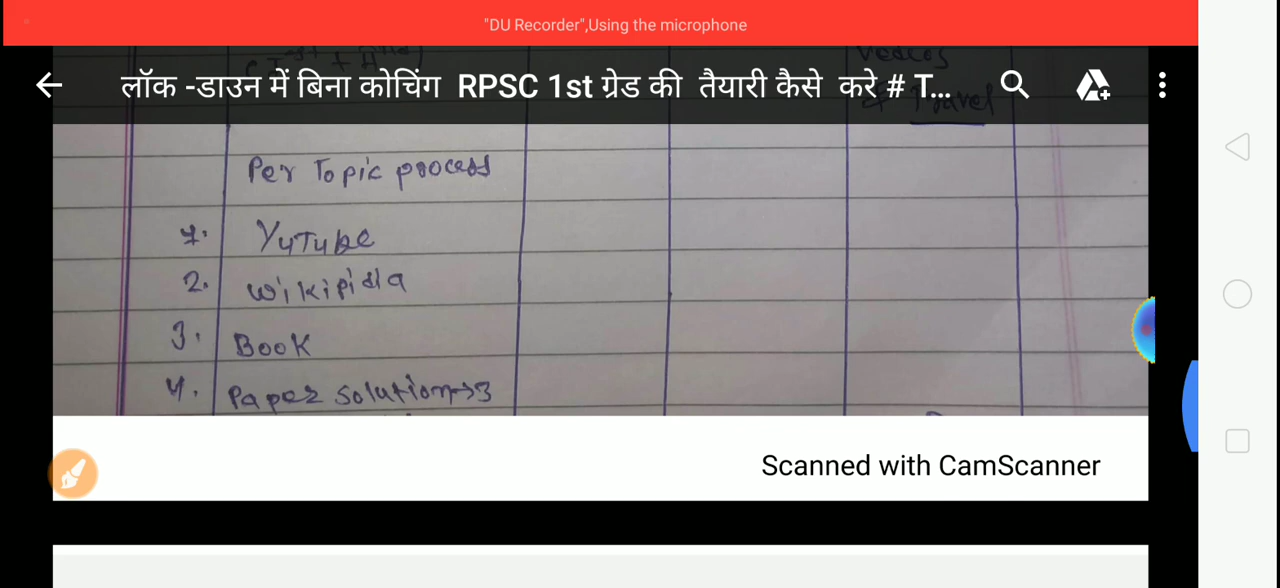 "DU Recorder",Using the microphone
लॉक -डाउन में बिना कोचिंग RPSC 1st ग्रेड की तैयारी कैसे करे # T...
Travel
Per Topic process
1. YuTube
2. Wikipidia
3. Book
4. Paper Solution→3
Scanned with CamScanner